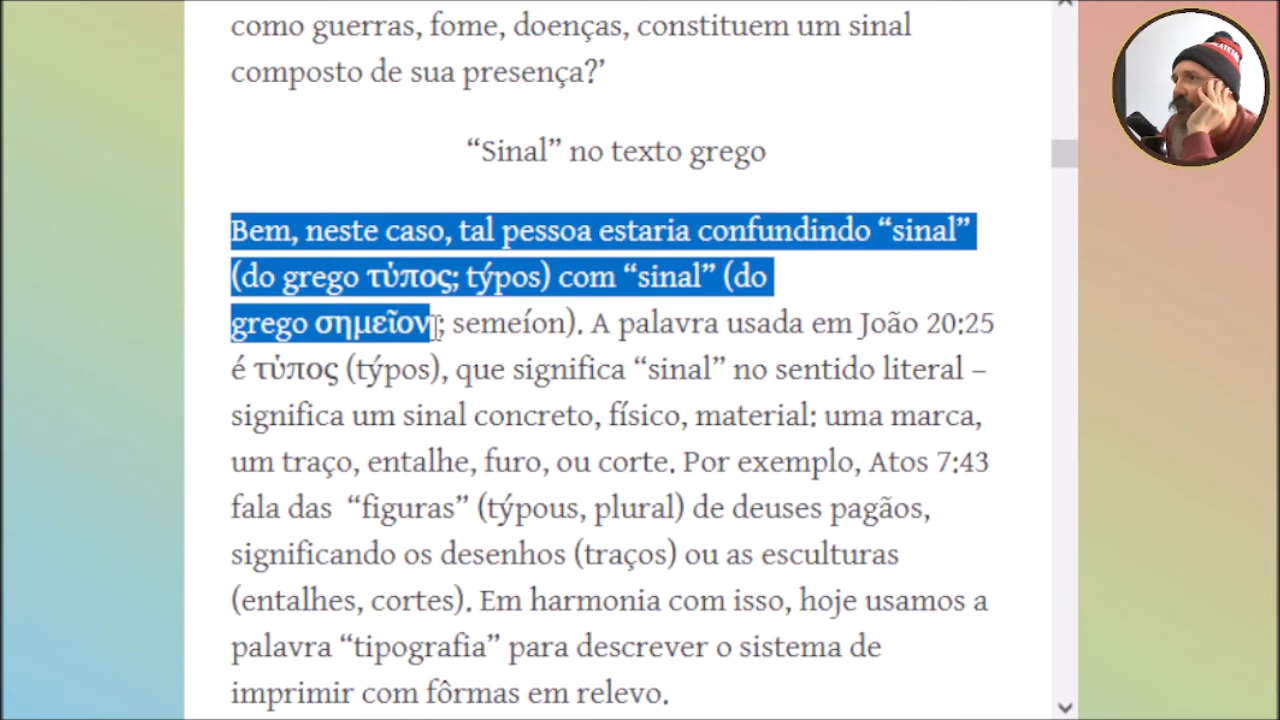 como guerras, fome, doenças, constituem um sinal
composto de sua presença?’
“Sinal” no texto grego
Bem, neste caso, tal pessoa estaria confundindo “sinal”
(do grego τὐπος; týpos) com “sinal” (do
grego σημεῖον; semeíon). A palavra usada em João 20:25
é τὐπος (týpos), que significa “sinal” no sentido literal –
significa um sinal concreto, físico, material: uma marca,
um traço, entalhe, furo, ou corte. Por exemplo, Atos 7:43
fala das “figuras” (týpous, plural) de deuses pagãos,
significando os desenhos (traços) ou as esculturas
(entalhes, cortes). Em harmonia com isso, hoje usamos a
palavra “tipografia” para descrever o sistema de
imprimir com fôrmas em relevo.